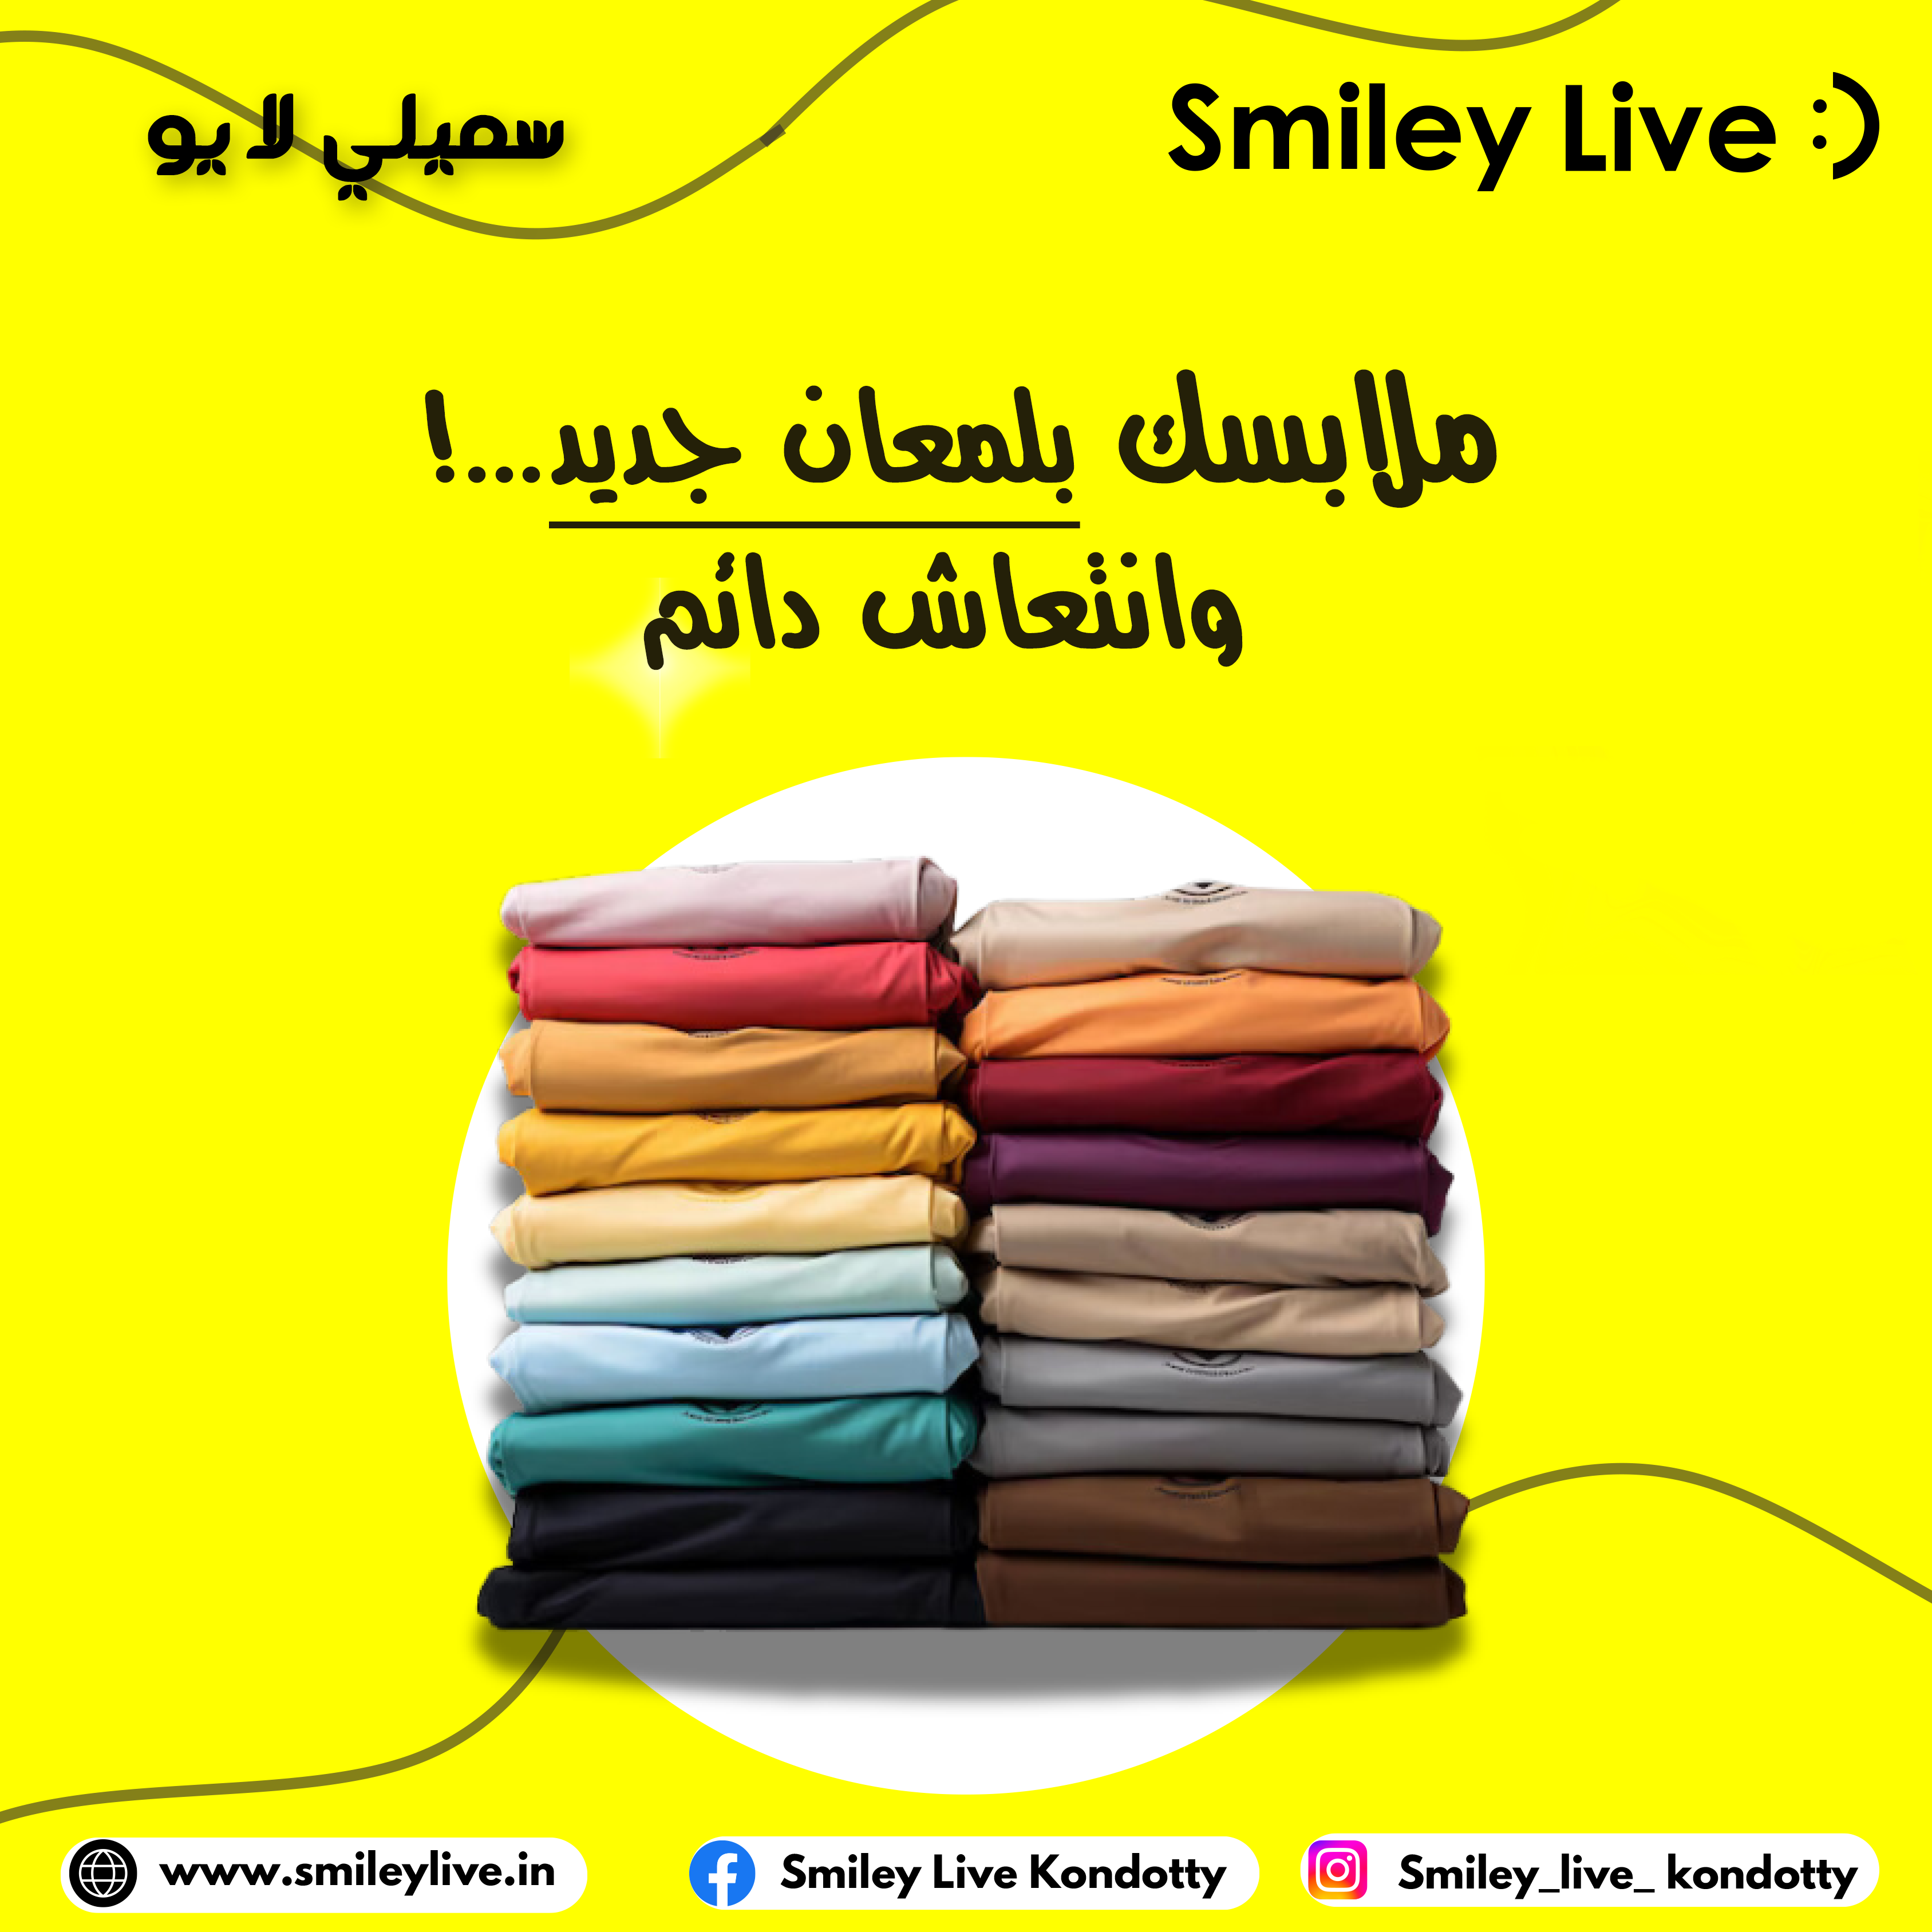 Smiley Live :)
سميلي لايو
ملابسك بلمعان جديد...!
وانتعاش دائم
www.smileylive.in
Smiley Live Kondotty
Smiley_live_ kondotty